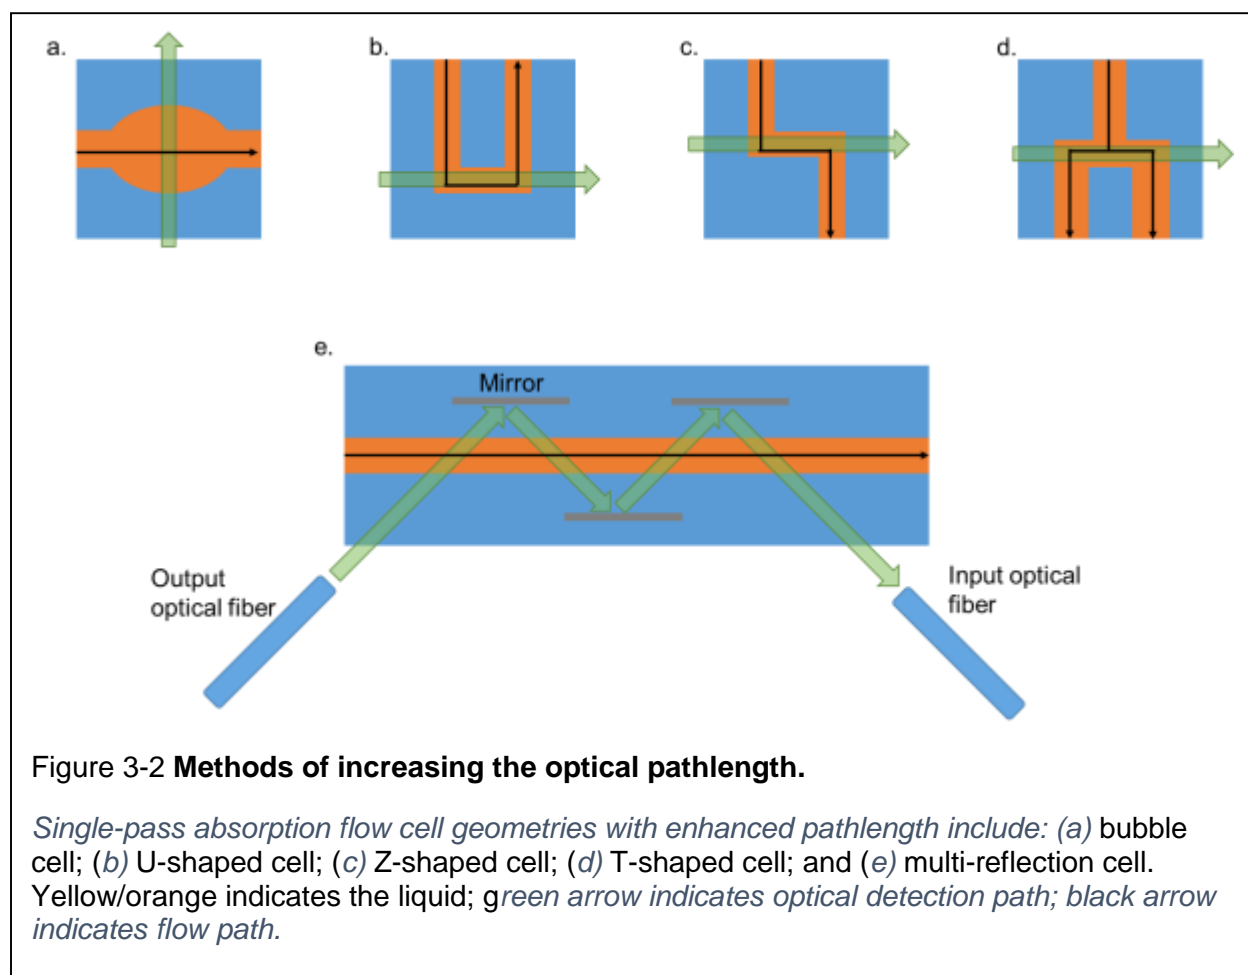 a.
b.
c.
d.
e.
Mirror
Output
optical fiber
Input optical
fiber
Figure 3-2 Methods of increasing the optical pathlength.
Single-pass absorption flow cell geometries with enhanced pathlength include: (a) bubble
cell; (b) U-shaped cell; (c) Z-shaped cell; (d) T-shaped cell; and (e) multi-reflection cell.
Yellow/orange indicates the liquid; green arrow indicates optical detection path; black arrow
indicates flow path.